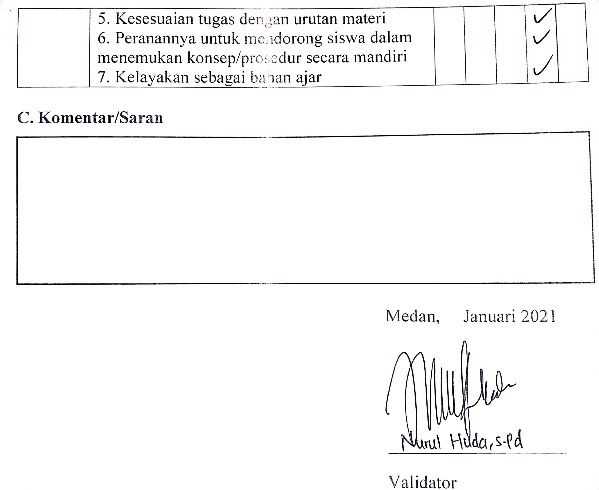 5. Kesesuaian tugas dengan urutan materi
6. Peranannya untuk mendorong siswa dalam
menemukan konsep/prosedur secara mandiri
7. Kelayakan sebagai bahan ajar
C. Komentar/Saran
Medan, Januari 2021
Nurul Huda, S.Pd
Validator